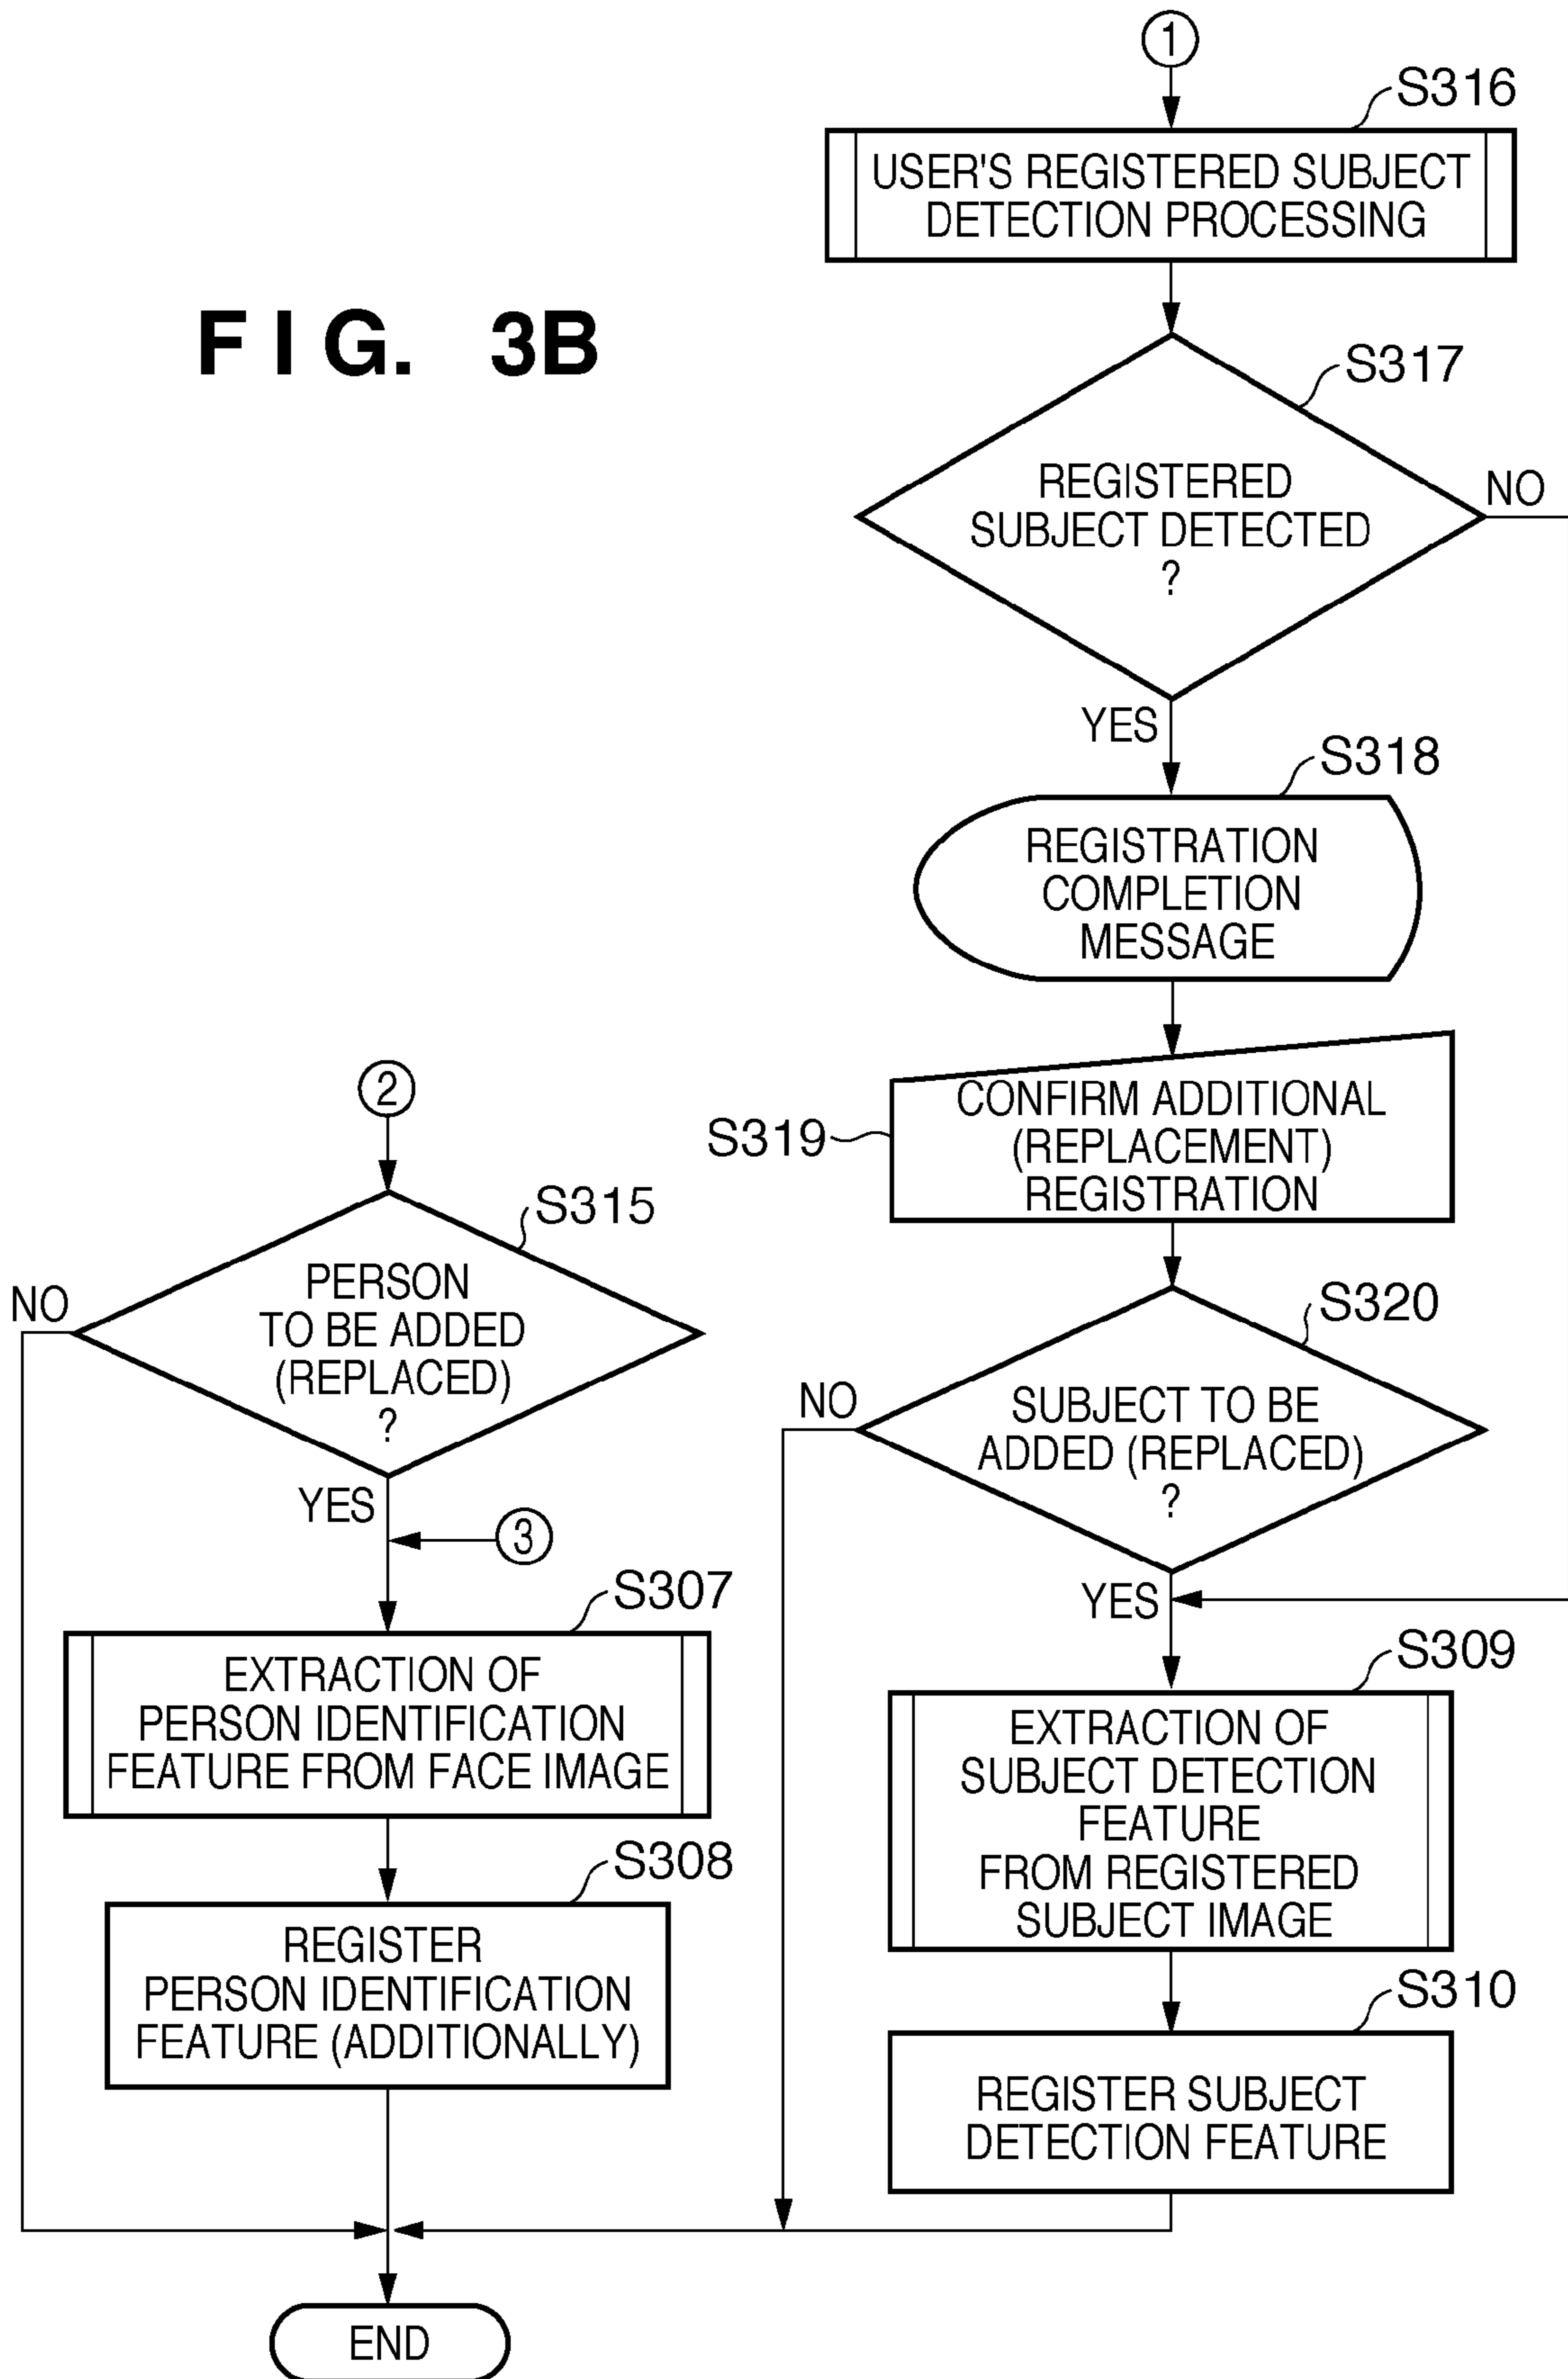 FIG. 3B
1
S316
USER'S REGISTERED SUBJECT
DETECTION PROCESSING
S317
REGISTERED
SUBJECT DETECTED
?
NO
YES
S318
REGISTRATION
COMPLETION
MESSAGE
S319
CONFIRM ADDITIONAL
(REPLACEMENT)
REGISTRATION
S320
SUBJECT TO BE
ADDED (REPLACED)
?
NO
YES
S309
EXTRACTION OF
SUBJECT DETECTION
FEATURE
FROM REGISTERED
SUBJECT IMAGE
S310
REGISTER SUBJECT
DETECTION FEATURE
2
S315
PERSON
TO BE ADDED
(REPLACED)
?
NO
YES
3
S307
EXTRACTION OF
PERSON IDENTIFICATION
FEATURE FROM FACE IMAGE
S308
REGISTER
PERSON IDENTIFICATION
FEATURE (ADDITIONALLY)
END